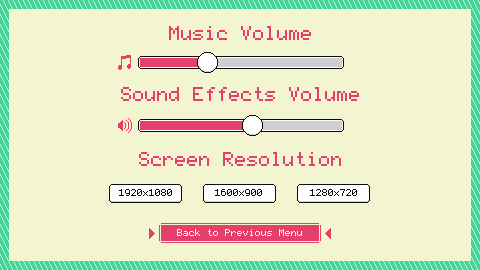 Music Volume
Sound Effects Volume
Screen Resolution
1920x1080 1600x900 1280x720
Back to Previous Menu